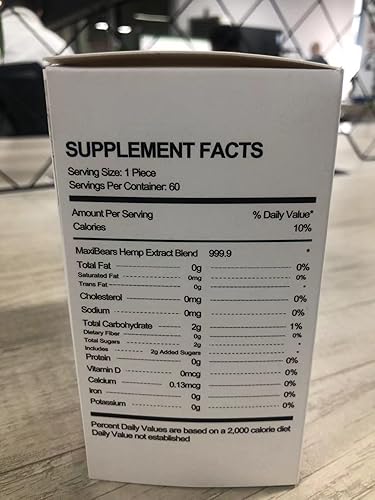 SUPPLEMENT FACTS
Serving Size: 1 Piece
Servings Per Container: 60
Amount Per Serving % Daily Value*
Calories 10%
MaxiBears Hemp Extract Blend 999.9 *
Total Fat 0g 0%
Saturated Fat 0mg 0%
Trans Fat 0g *
Cholesterol 0mg 0%
Sodium 0mg 0%
Total Carbohydrate 2g 1%
Dietary Fiber 0g 0%
Total Sugars 2g *
Includes 2g Added Sugars *
Protein 0g 0%
Vitamin D 0mcg 0%
Calcium 0.13mcg 0%
Iron 0g 0%
Potassium 0g 0%
Percent Daily Values are based on a 2,000 calorie diet
Daily Value not established